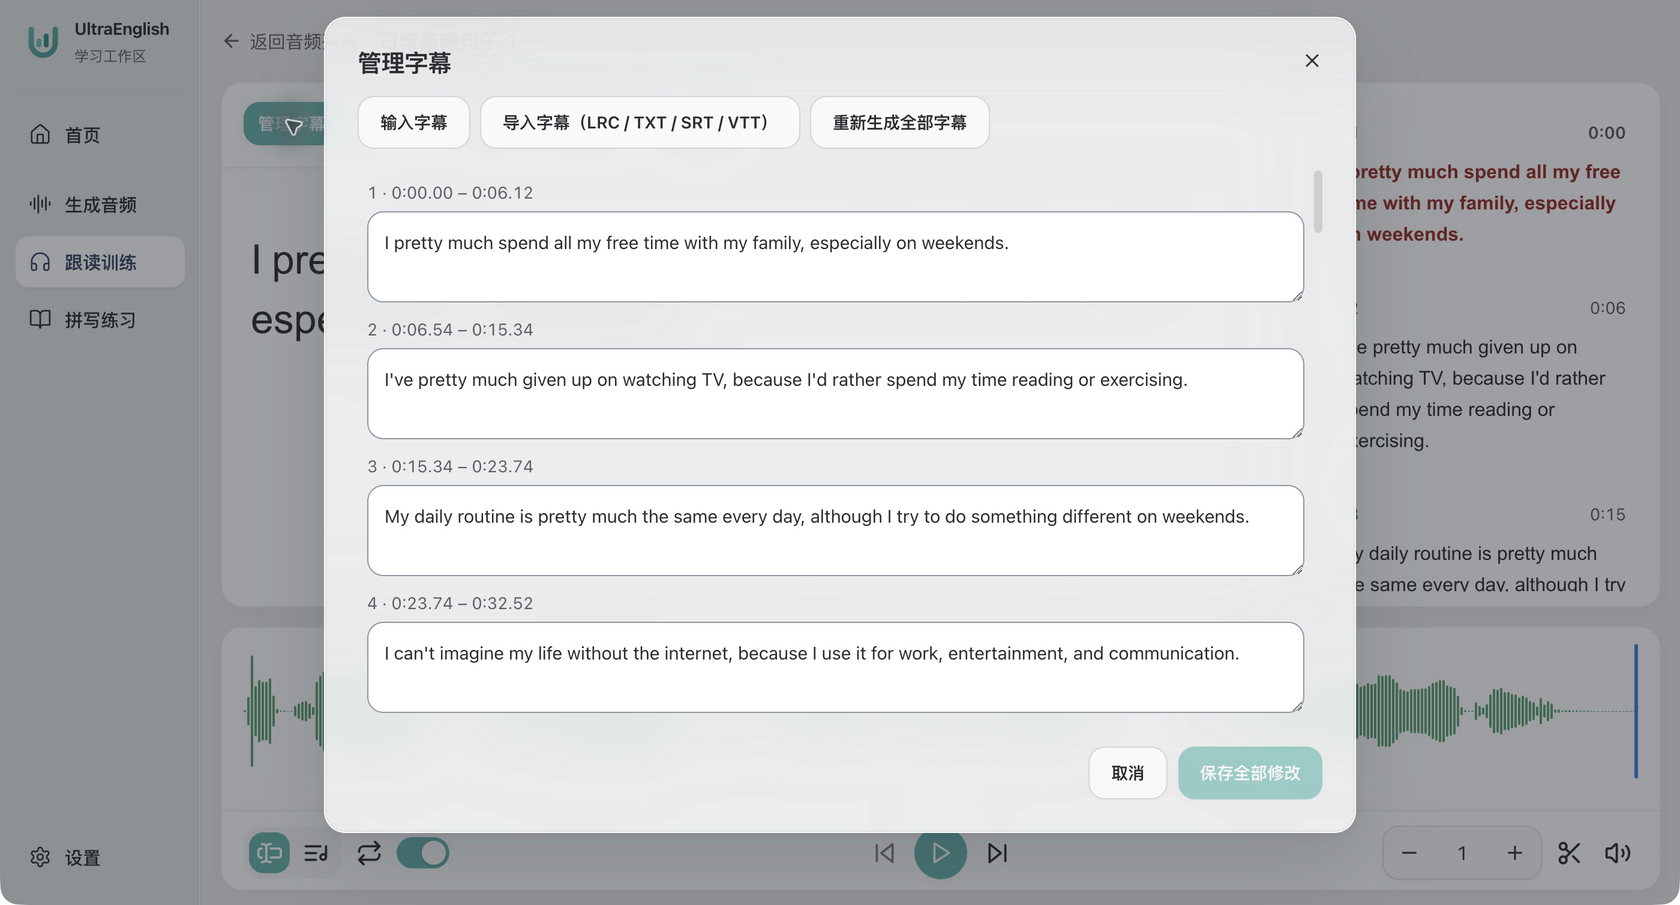 UltraEnglish
学习工作区
首页
生成音频
跟读训练
拼写练习
设置
返回音频
管理字幕
I pre
espe
管理字幕
输入字幕
导入字幕（LRC / TXT / SRT / VTT）
重新生成全部字幕
1 · 0:00.00 – 0:06.12
I pretty much spend all my free time with my family, especially on weekends.
2 · 0:06.54 – 0:15.34
I've pretty much given up on watching TV, because I'd rather spend my time reading or exercising.
3 · 0:15.34 – 0:23.74
My daily routine is pretty much the same every day, although I try to do something different on weekends.
4 · 0:23.74 – 0:32.52
I can't imagine my life without the internet, because I use it for work, entertainment, and communication.
取消
保存全部修改
0:00
pretty much spend all my free
me with my family, especially
n weekends.
0:06
e pretty much given up on
atching TV, because I'd rather
pend my time reading or
xercising.
0:15
y daily routine is pretty much
e same every day, although I try
1